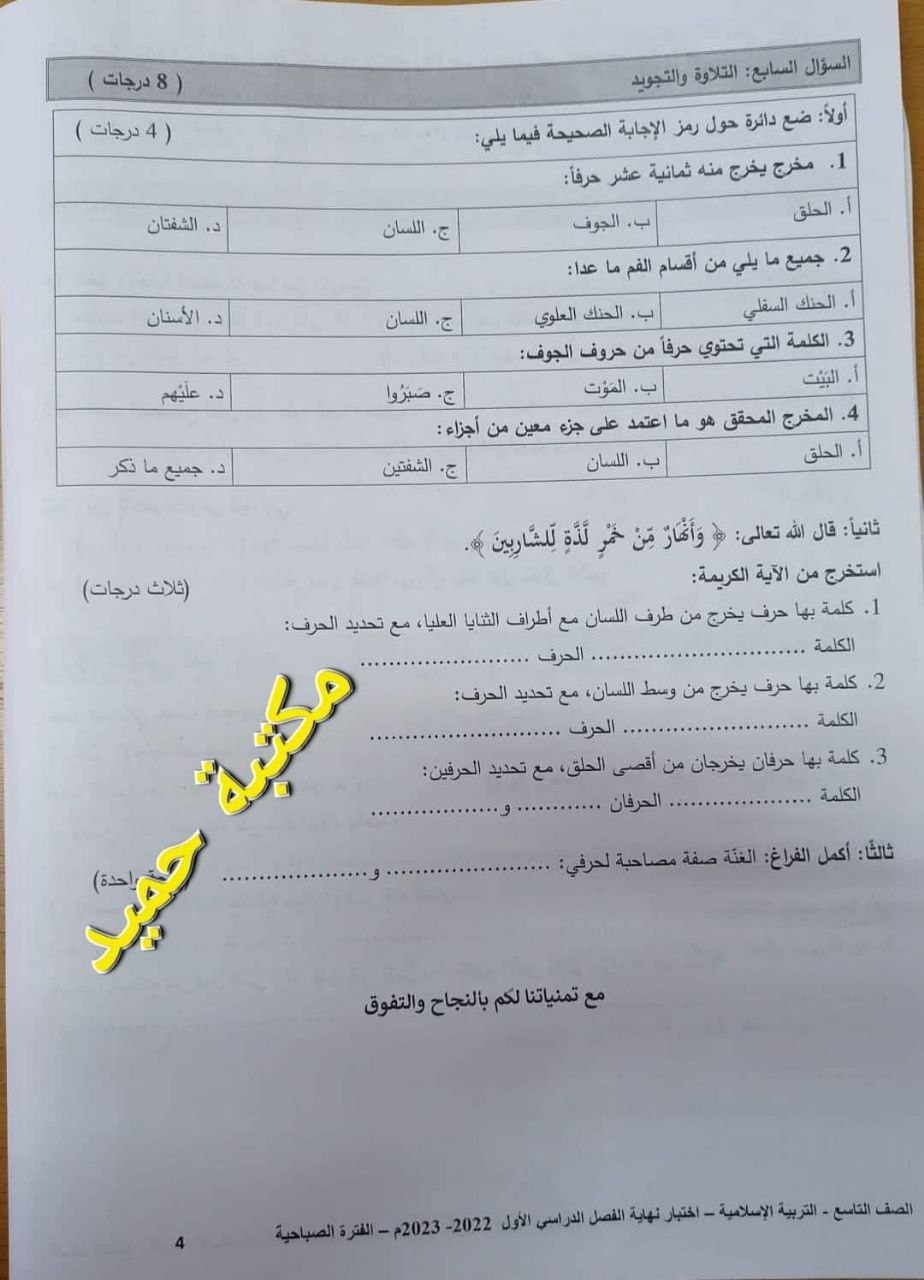 السؤال السابع: التلاوة والتجويد ( 8 درجات )
أولاً: ضع دائرة حول رمز الإجابة الصحيحة فيما يلي: ( 4 درجات )
1. مخرج يخرج منه ثمانية عشر حرفاً:
أ. الحلق ب. الجوف ج. اللسان د. الشفتان
2. جميع ما يلي من أقسام الفم ما عدا:
أ. الحنك السفلي ب. الحنك العلوي ج. اللسان د. الأسنان
3. الكلمة التي تحتوي حرفاً من حروف الجوف:
أ. البَيْت ب. المَوْت ج. صَبَرُوا د. علَيْهم
4. المخرج المحقق هو ما اعتمد على جزء معين من أجزاء:
أ. الحلق ب. اللسان ج. الشفتين د. جميع ما ذكر
ثانياً: قال الله تعالى: ﴿ وَأَنْهَارٌ مِّنْ خَمْرٍ لَّذَّةٍ لِّلشَّارِبِينَ ﴾.
استخرج من الآية الكريمة: (ثلاث درجات)
1. كلمة بها حرف يخرج من طرف اللسان مع أطراف الثنايا العليا، مع تحديد الحرف:
الكلمة .............................. الحرف ........................
2. كلمة بها حرف يخرج من وسط اللسان، مع تحديد الحرف:
الكلمة .......................... الحرف ...........................
3. كلمة بها حرفان يخرجان من أقصى الحلق، مع تحديد الحرفين:
الكلمة .................... الحرفان ............ و..................
ثالثًا: أكمل الفراغ: الغنّة صفة مصاحبة لحرفي: ....................... و .....................
واحدة)
مكتبة حميد
مع تمنياتنا لكم بالنجاح والتفوق
الصف التاسع - التربية الإسلامية – اختبار نهاية الفصل الدراسي الأول 2022- 2023م – الفترة الصباحية 4